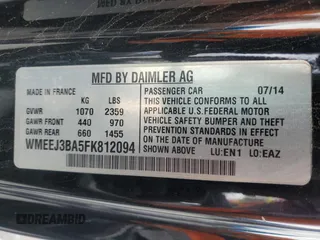 MFD BY DAIMLER AG
MADE IN:FRANCE
KG LBS
GVWR 1070 2359
GAWR FRONT 440 970
GAWR REAR 660 1455
WMEEJ3BA5FK812094
PASSENGER CAR 07/14
THIS VEHICLE CONFORMS TO ALL
APPLICABLE U.S. FEDERAL MOTOR
VEHICLE SAFETY BUMPER AND THEFT
PREVENTION STANDARDS IN EFFECT
ON THE DATE OF MANUFACTURE
SHOWN ABOVE
LU:EN1 LO:EAZ
DREAMBID